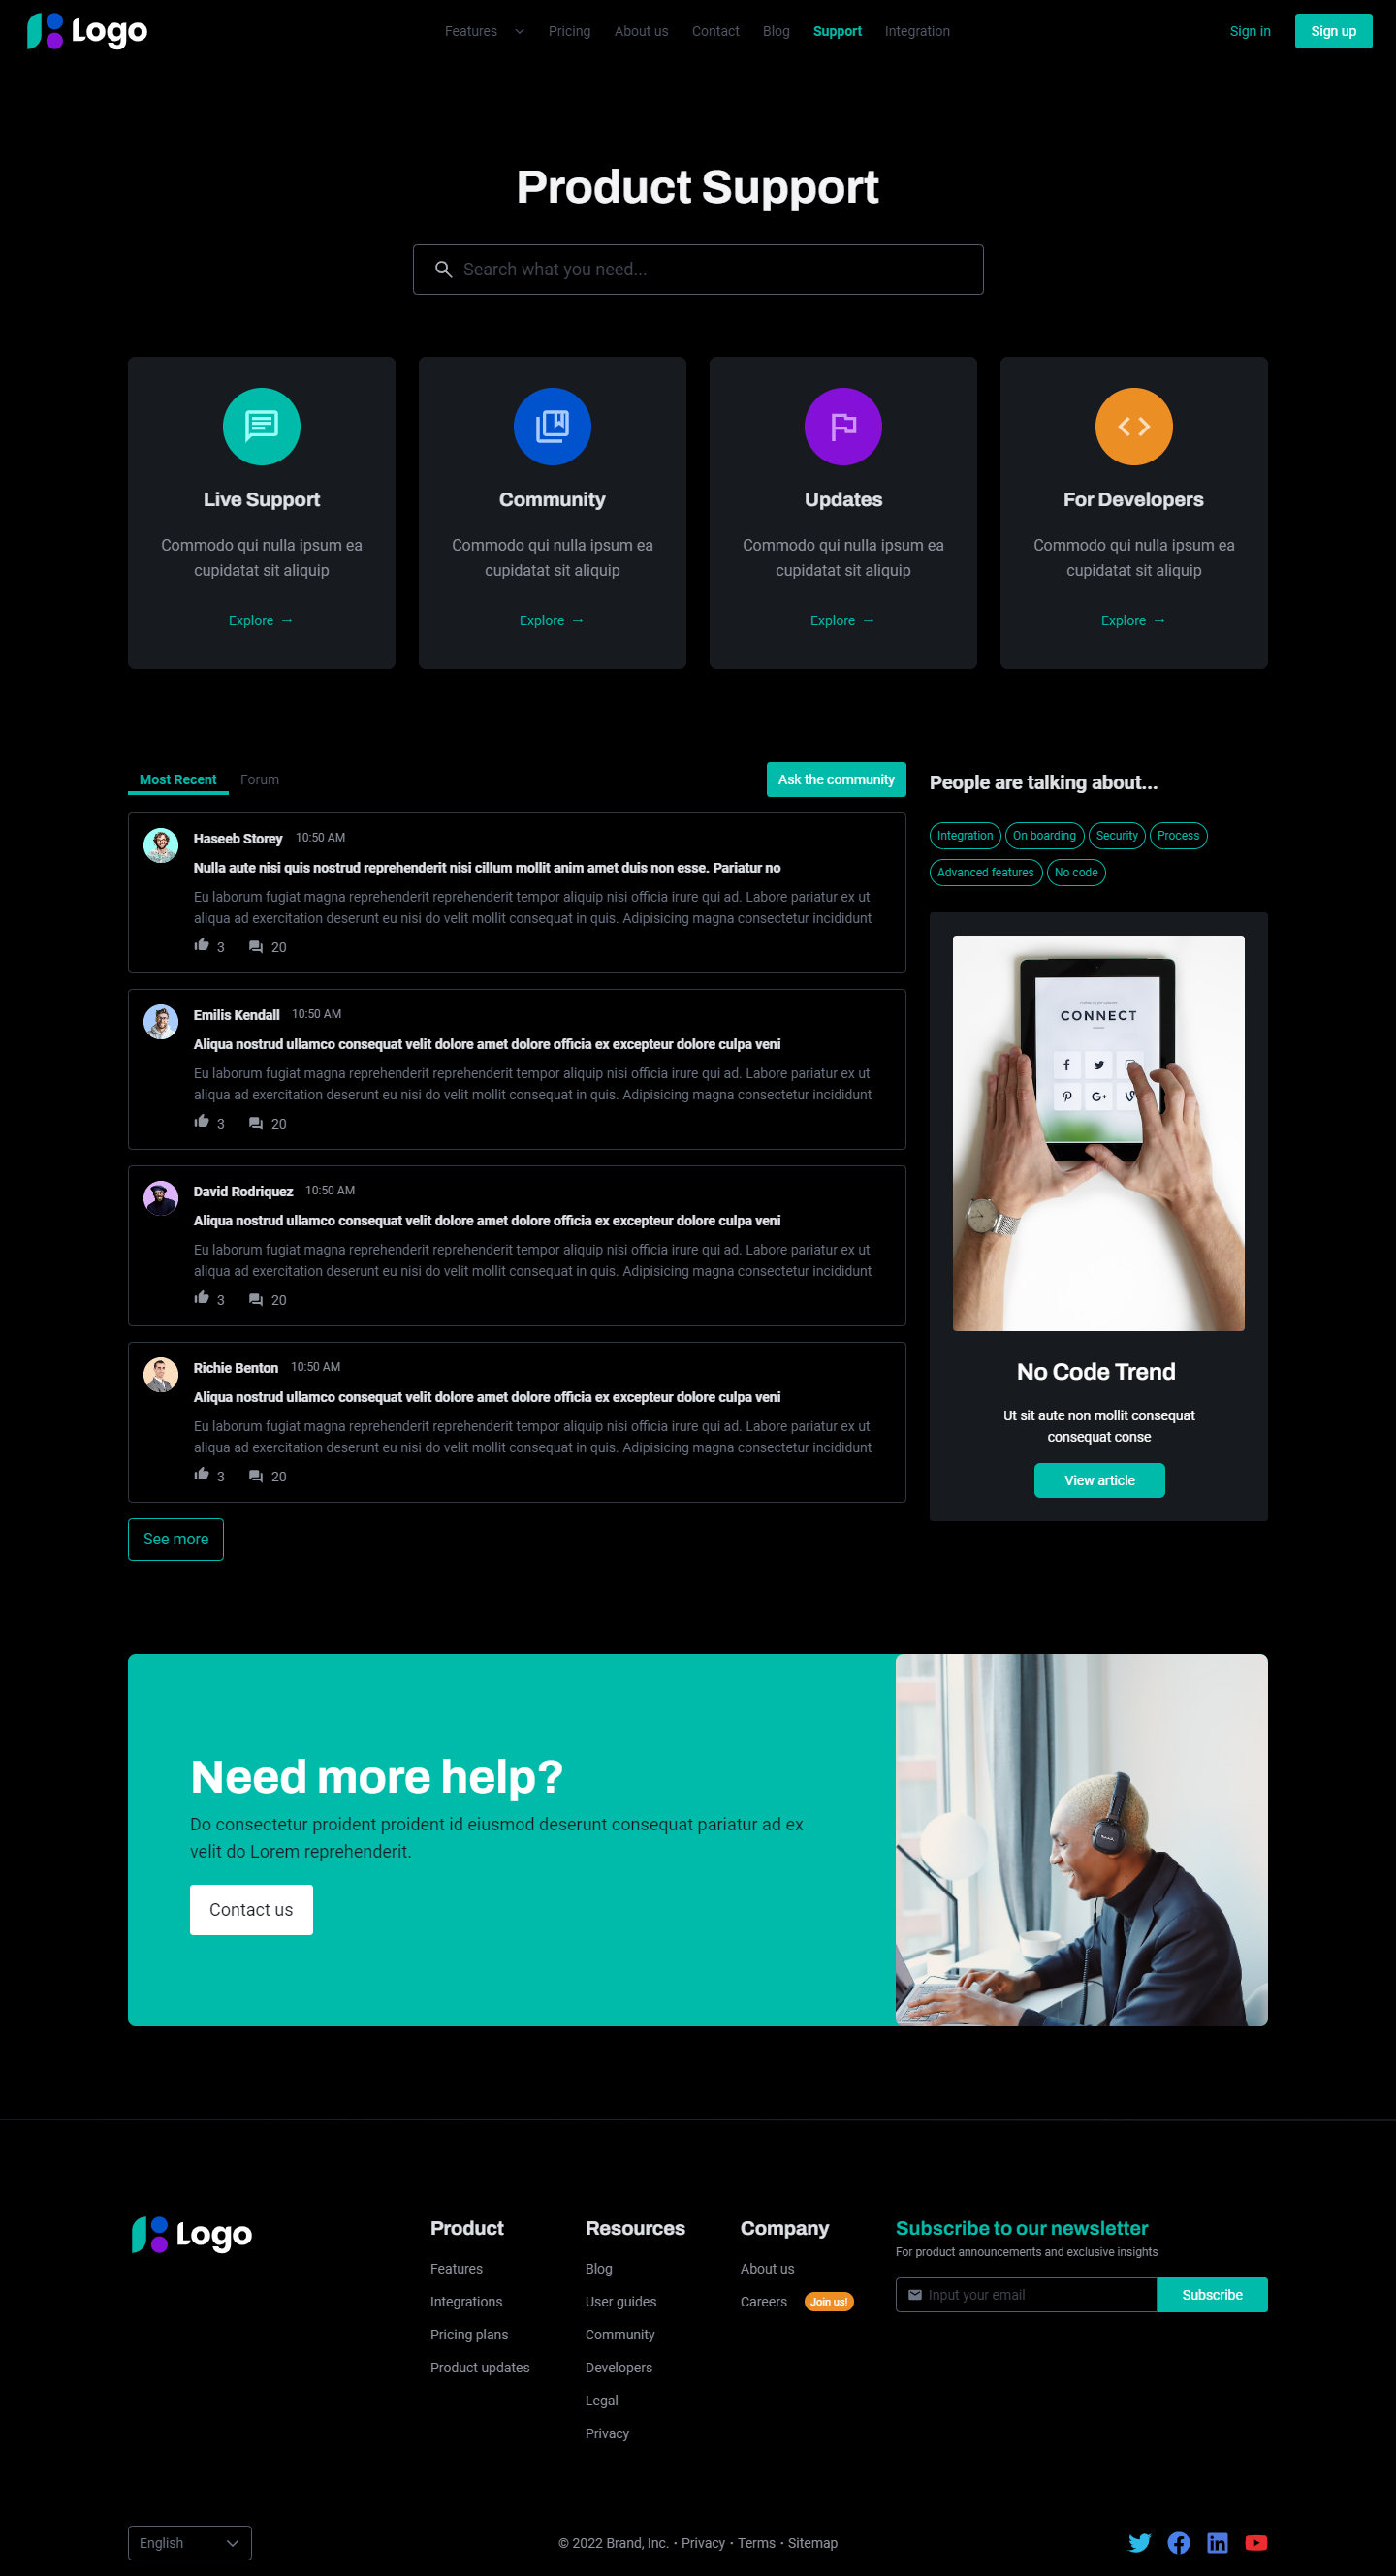 Logo
Features
Pricing
About us
Contact
Blog
Support
Integration
Sign in
Sign up
Product Support
Search what you need...
Live Support
Commodo qui nulla ipsum ea
cupidatat sit aliquip
Explore
Community
Commodo qui nulla ipsum ea
cupidatat sit aliquip
Explore
Updates
Commodo qui nulla ipsum ea
cupidatat sit aliquip
Explore
For Developers
Commodo qui nulla ipsum ea
cupidatat sit aliquip
Explore
Most Recent
Forum
Ask the community
Haseeb Storey 10:50 AM
Nulla aute nisi quis nostrud reprehenderit nisi cillum mollit anim amet duis non esse. Pariatur no
Eu laborum fugiat magna reprehenderit reprehenderit tempor aliquip nisi officia irure qui ad. Labore pariatur ex ut
aliqua ad exercitation deserunt eu nisi do velit mollit consequat in quis. Adipisicing magna consectetur incididunt
3 20
Emilis Kendall 10:50 AM
Aliqua nostrud ullamco consequat velit dolore amet dolore officia ex excepteur dolore culpa veni
Eu laborum fugiat magna reprehenderit reprehenderit tempor aliquip nisi officia irure qui ad. Labore pariatur ex ut
aliqua ad exercitation deserunt eu nisi do velit mollit consequat in quis. Adipisicing magna consectetur incididunt
3 20
David Rodriquez 10:50 AM
Aliqua nostrud ullamco consequat velit dolore amet dolore officia ex excepteur dolore culpa veni
Eu laborum fugiat magna reprehenderit reprehenderit tempor aliquip nisi officia irure qui ad. Labore pariatur ex ut
aliqua ad exercitation deserunt eu nisi do velit mollit consequat in quis. Adipisicing magna consectetur incididunt
3 20
Richie Benton 10:50 AM
Aliqua nostrud ullamco consequat velit dolore amet dolore officia ex excepteur dolore culpa veni
Eu laborum fugiat magna reprehenderit reprehenderit tempor aliquip nisi officia irure qui ad. Labore pariatur ex ut
aliqua ad exercitation deserunt eu nisi do velit mollit consequat in quis. Adipisicing magna consectetur incididunt
3 20
See more
People are talking about...
Integration
On boarding
Security
Process
Advanced features
No code
CONNECT
G+
No Code Trend
Ut sit aute non mollit consequat
consequat conse
View article
Need more help?
Do consectetur proident proident id eiusmod deserunt consequat pariatur ad ex
velit do Lorem reprehenderit.
Contact us
Logo
Product
Features
Integrations
Pricing plans
Product updates
Resources
Blog
User guides
Community
Developers
Legal
Privacy
Company
About us
Careers Join us!
Subscribe to our newsletter
For product announcements and exclusive insights
Input your email
Subscribe
English
© 2022 Brand, Inc. • Privacy • Terms • Sitemap